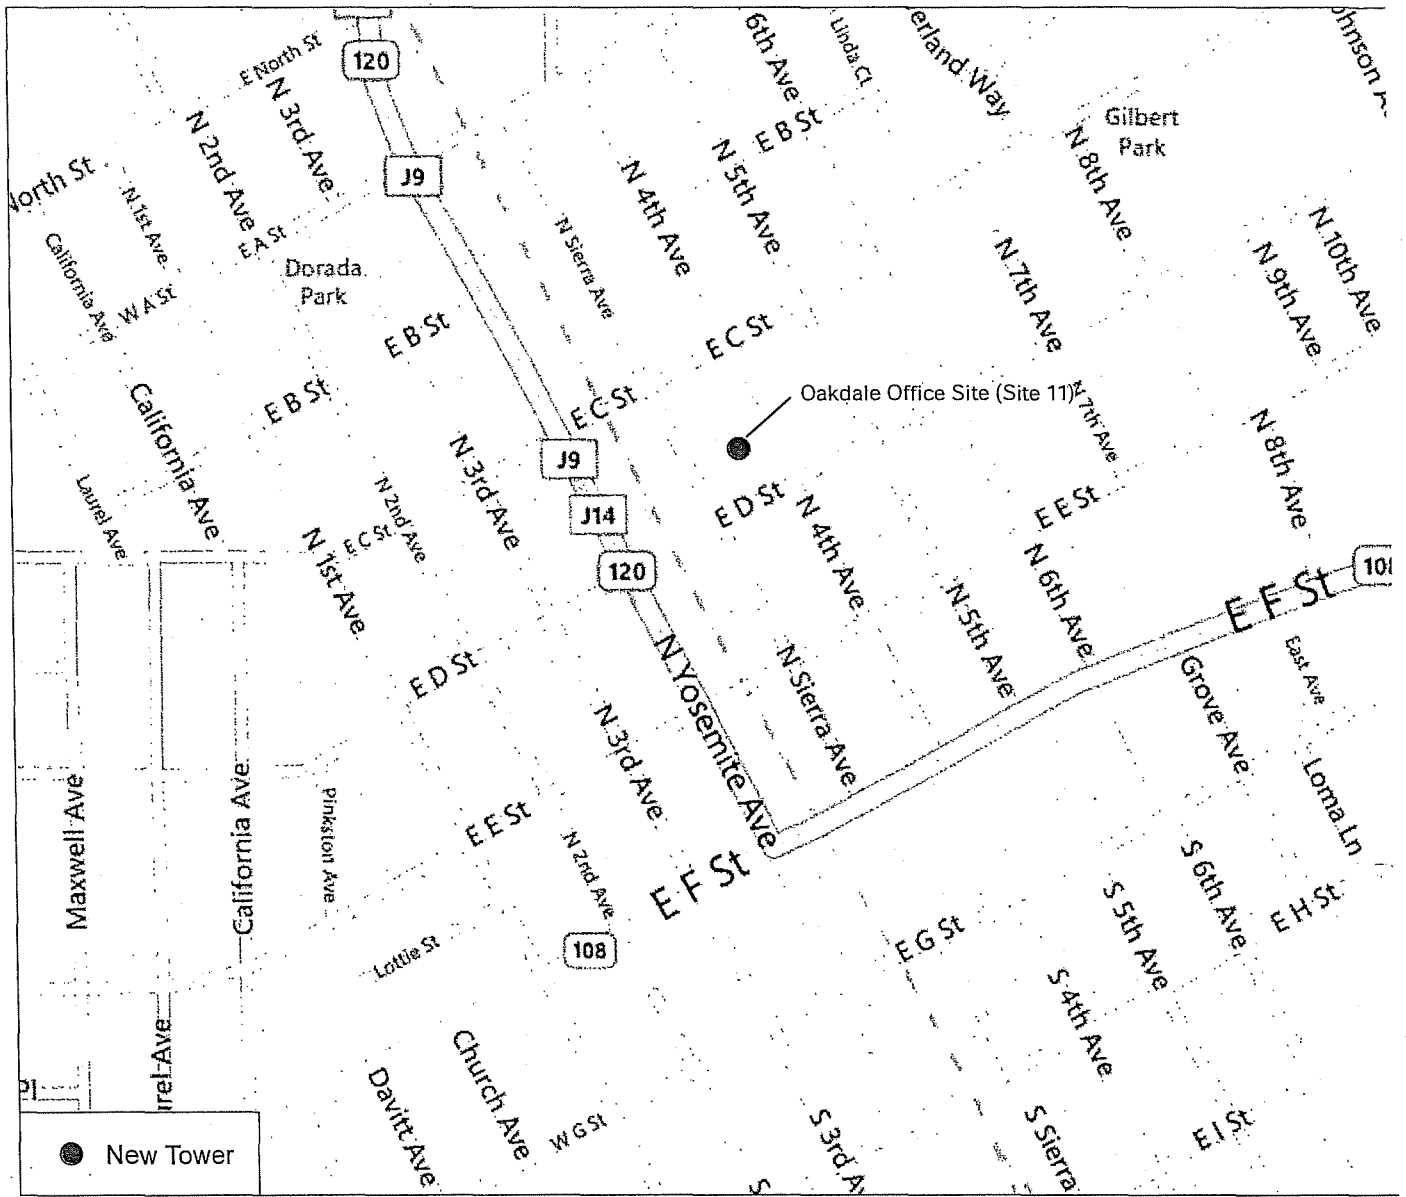 E North St
120
6th Ave
Linda Ct
erland Way
ohnson A
Gilbert
Park
N 3rd Ave
N 2nd Ave
E B St
J9
N 4th Ave
N 5th Ave
N 8th Ave
North St
N 1st Ave
E A St
N Sierra Ave
N 7th Ave
N 9th Ave
N 10th Ave
California Ave
W A St
Dorada
Park
E B St
E C St
Oakdale Office Site (Site 11)
N 7th Ave
California Ave
E B St
E C St
J9
N 3rd Ave
N 2nd Ave
Laurel Ave
E C St
N 1st Ave
J14
E D St
N 4th Ave
E E St
N 8th Ave
120
N 6th Ave
N 5th Ave
E F St
108
E D St
N Yosemite Ave
N Sierra Ave
East Ave
Grove Ave
N 3rd Ave
Loma Ln
Maxwell Ave
California Ave
Pinkston Ave
E E St
N 2nd Ave
E F St
S 6th Ave
S 5th Ave
E H St
108
Lottie St
E G St
S 4th Ave
rel Ave
Pl
Church Ave
Davitt Ave
W G St
S 3rd Av
S Sierra
E I St
S
New Tower